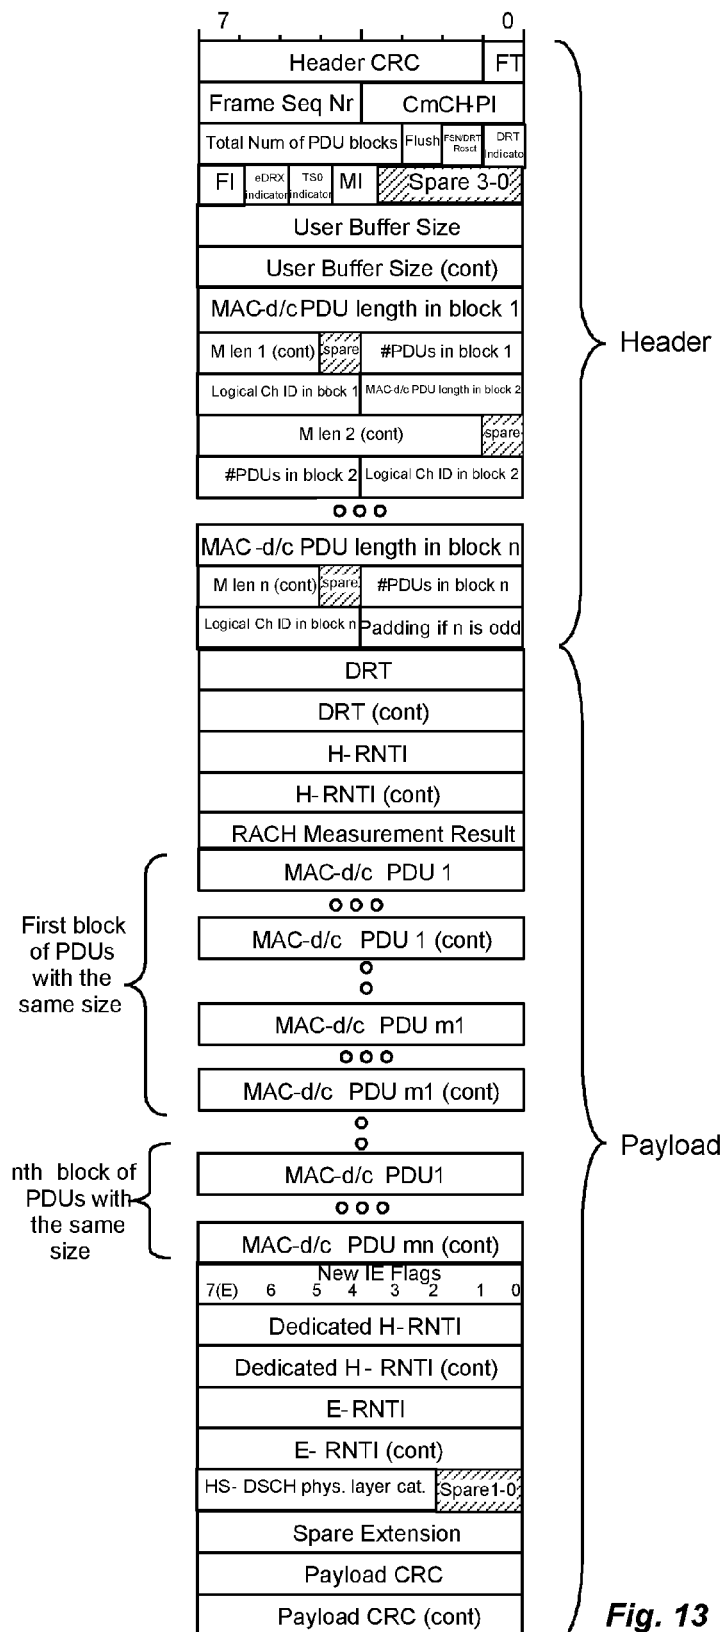 7 0
Header CRC FT
Frame Seq Nr CmCH-PI
Total Num of PDU blocks Flush FSN/DRT Reset DRT Indicato
FI eDRX indicator TS0 indicator MI Spare 3-0
User Buffer Size
User Buffer Size (cont)
MAC-d/c PDU length in block 1
M len 1 (cont) spare #PDUs in block 1
Logical Ch ID in bock 1 MAC-d/c PDU length in block 2
M len 2 (cont) spare
#PDUs in block 2 Logical Ch ID in block 2
MAC -d/c PDU length in block n
M len n (cont) spare #PDUs in block n
Logical Ch ID in block n Padding if n is odd
Header
DRT
DRT (cont)
H-RNTI
H-RNTI (cont)
RACH Measurement Result
MAC-d/c PDU 1
MAC-d/c PDU 1 (cont)
First block
of PDUs
with the
same size
MAC-d/c PDU m1
MAC-d/c PDU m1 (cont)
Payload
nth block of
PDUs with
the same
size
MAC-d/c PDU1
MAC-d/c PDU mn (cont)
New IE Flags
7(E) 6 5 4 3 2 1 0
Dedicated H-RNTI
Dedicated H- RNTI (cont)
E-RNTI
E- RNTI (cont)
HS- DSCH phys. layer cat. Spare1-0
Spare Extension
Payload CRC
Payload CRC (cont)
Fig. 13